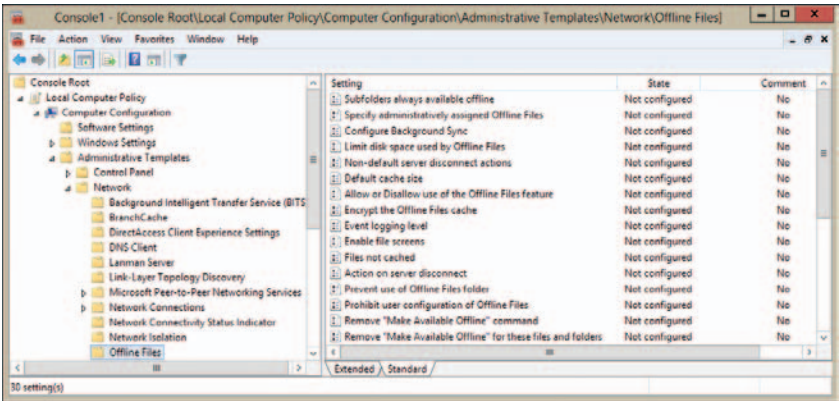 Console1 - [Console Root\Local Computer Policy\Computer Configuration\Administrative Templates\Network\Offline Files]
File Action View Favorites Window Help
Console Root
Local Computer Policy
Computer Configuration
Software Settings
Windows Settings
Administrative Templates
Control Panel
Network
Background Intelligent Transfer Service (BITS
BranchCache
DirectAccess Client Experience Settings
DNS Client
Lanman Server
Link-Layer Topology Discovery
Microsoft Peer-to-Peer Networking Services
Network Connections
Network Connectivity Status Indicator
Network Isolation
Offline Files
Setting State Comment
Subfolders always available offline Not configured No
Specify administratively assigned Offline Files Not configured No
Configure Background Sync Not configured No
Limit disk space used by Offline Files Not configured No
Non-default server disconnect actions Not configured No
Default cache size Not configured No
Allow or Disallow use of the Offline Files feature Not configured No
Encrypt the Offline Files cache Not configured No
Event logging level Not configured No
Enable file screens Not configured No
Files not cached Not configured No
Action on server disconnect Not configured No
Prevent use of Offline Files folder Not configured No
Prohibit user configuration of Offline Files Not configured No
Remove "Make Available Offline" command Not configured No
Remove "Make Available Offline" for these files and folders Not configured No
Extended Standard
30 setting(s)